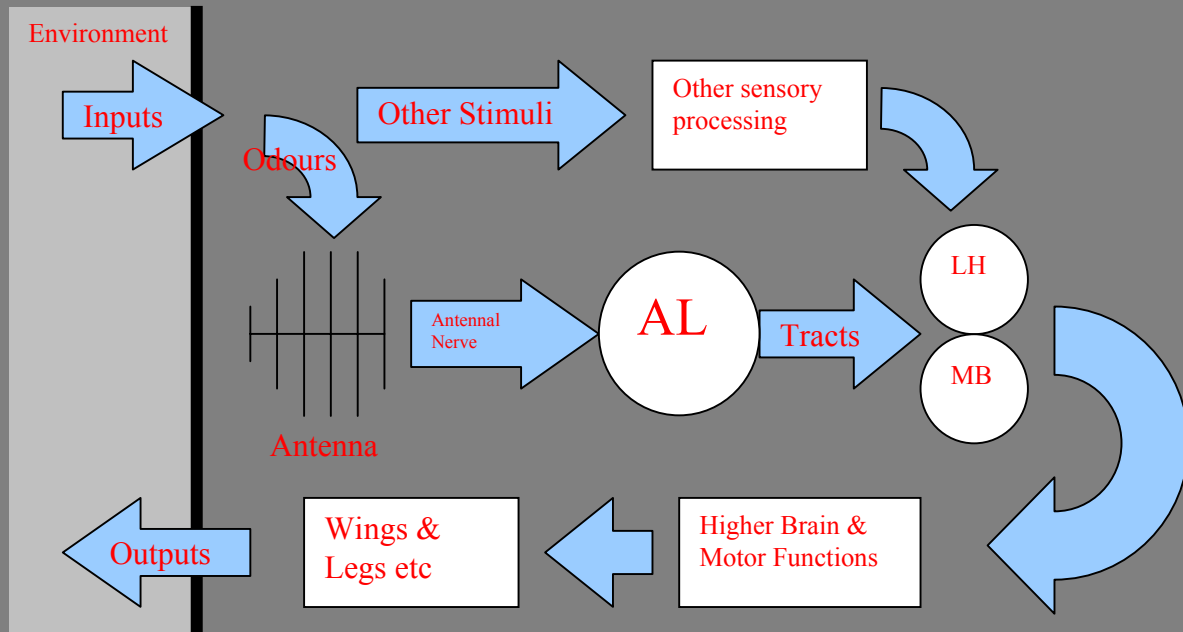 Environment
Inputs
Odours
Other Stimuli
Other sensory
processing
Antenna
Antennal
Nerve
AL
Tracts
LH
MB
Higher Brain &
Motor Functions
Wings &
Legs etc
Outputs